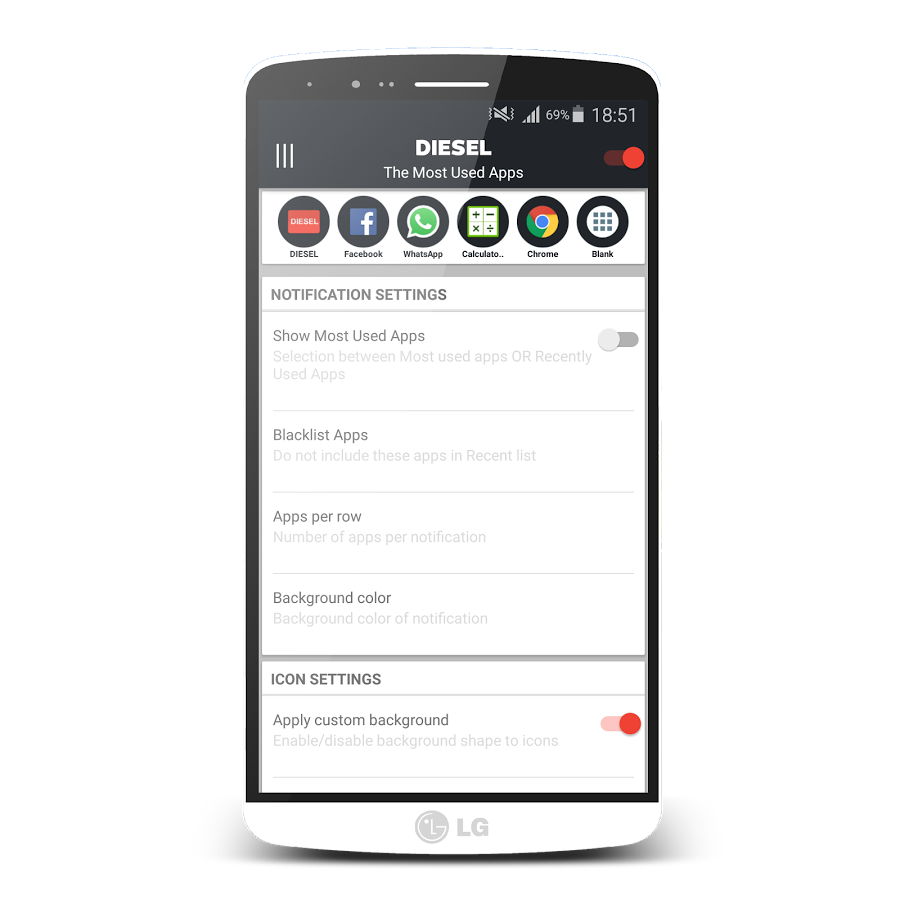 69% 18:51
DIESEL
The Most Used Apps
DIESEL
DIESEL Facebook WhatsApp Calculato.. Chrome Blank
NOTIFICATION SETTINGS
Show Most Used Apps
Selection between Most used apps OR Recently
Used Apps
Blacklist Apps
Do not include these apps in Recent list
Apps per row
Number of apps per notification
Background color
Background color of notification
ICON SETTINGS
Apply custom background
Enable/disable background shape to icons
LG